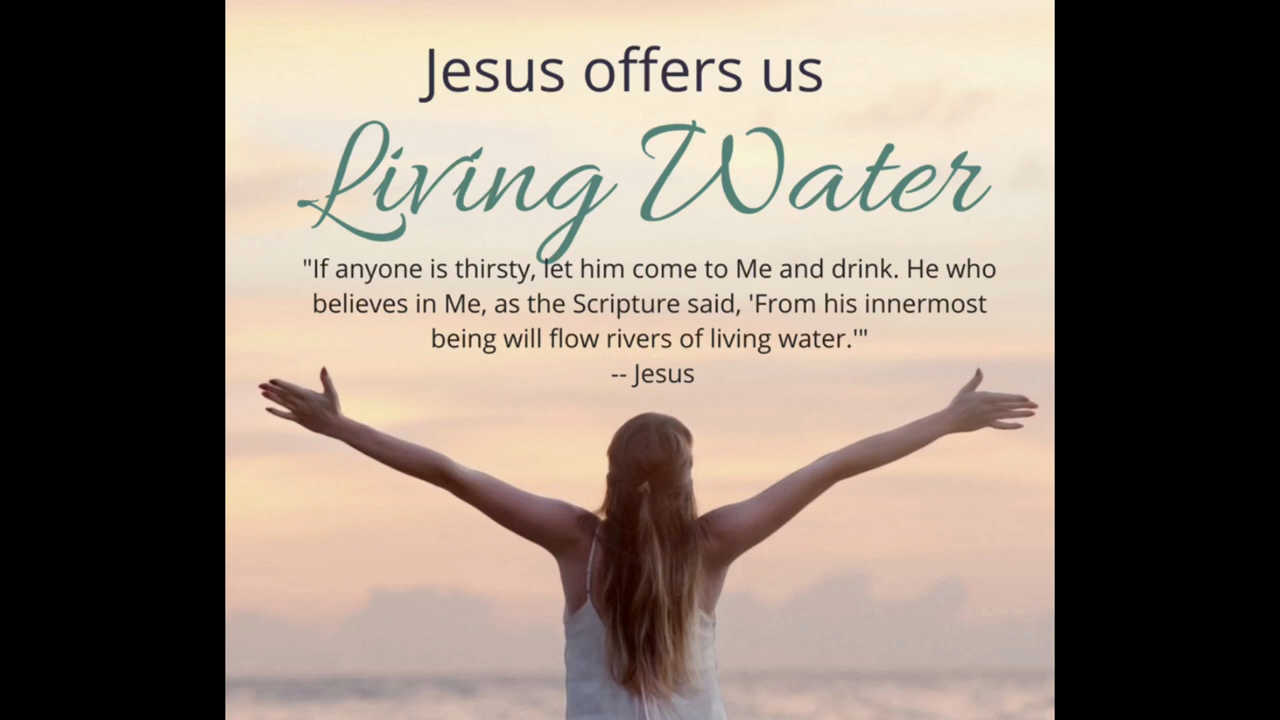 Jesus offers us
Living Water
"If anyone is thirsty, let him come to Me and drink. He who
believes in Me, as the Scripture said, 'From his innermost
being will flow rivers of living water.'"
-- Jesus